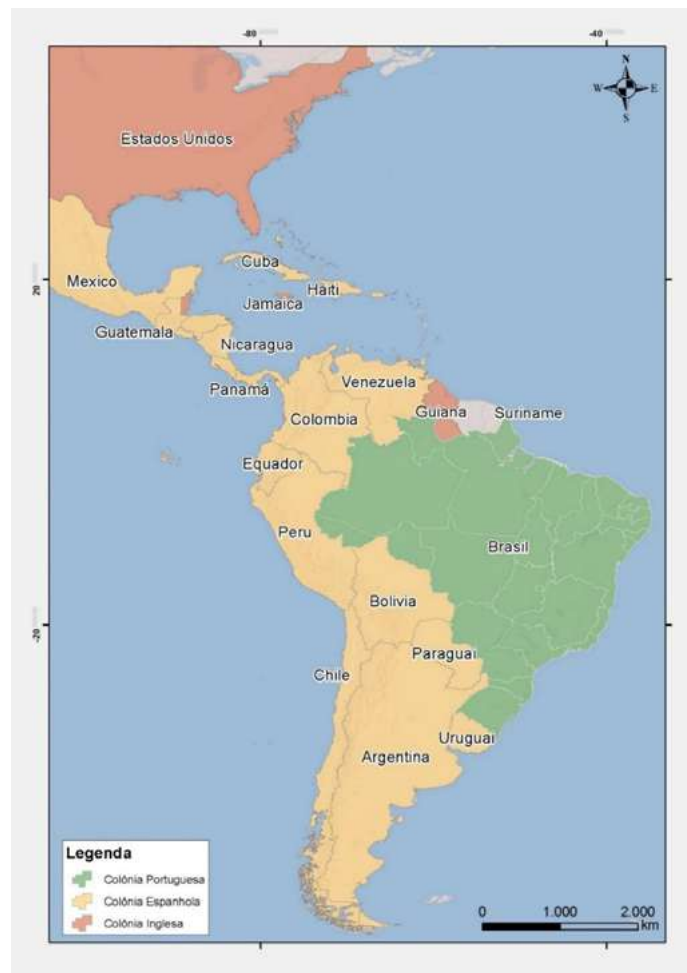 -80
-40
N
W
E
S
Estados Unidos
Cuba
Mexico
Haiti
20
Jamaica
Guatemala
Nicaragua
Panamá
Venezuela
Guiana
Suriname
Colombia
Equador
Peru
Brasil
Bolivia
-20
Paraguai
Chile
Uruguai
Argentina
Legenda
Colônia Portuguesa
Colônia Espanhola
Colônia Inglesa
0 1.000 2.000
km